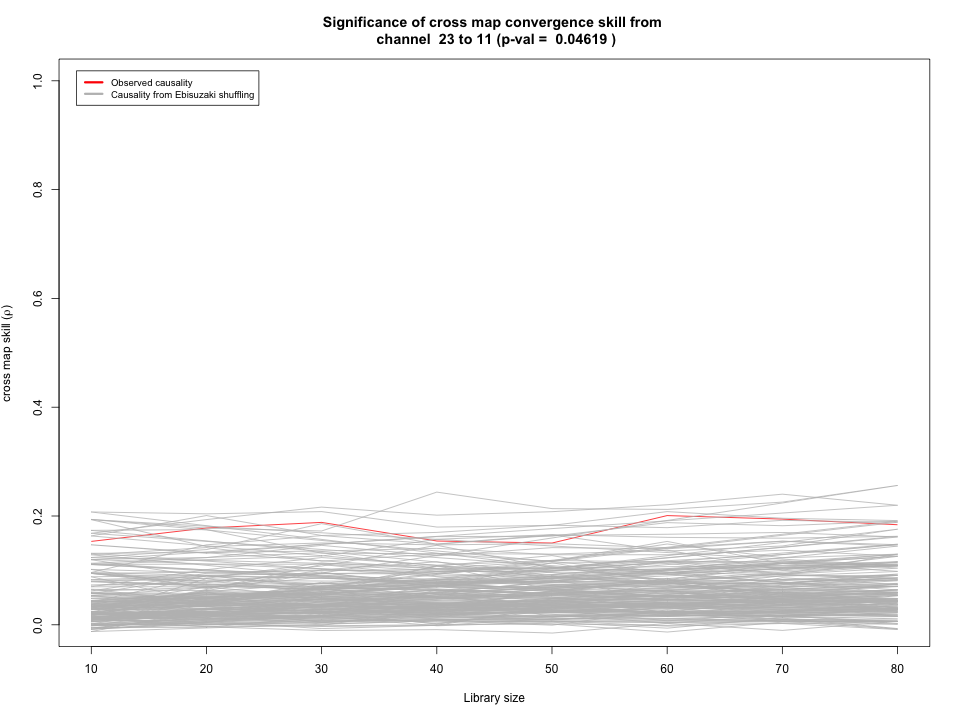 Significance of cross map convergence skill from
channel  23 to 11 (p-val =  0.04619 )
Observed causality
Causality from Ebisuzaki shuffling
cross map skill (ρ)
1.0
0.8
0.6
0.4
0.2
0.0
10 20 30 40 50 60 70 80
Library size